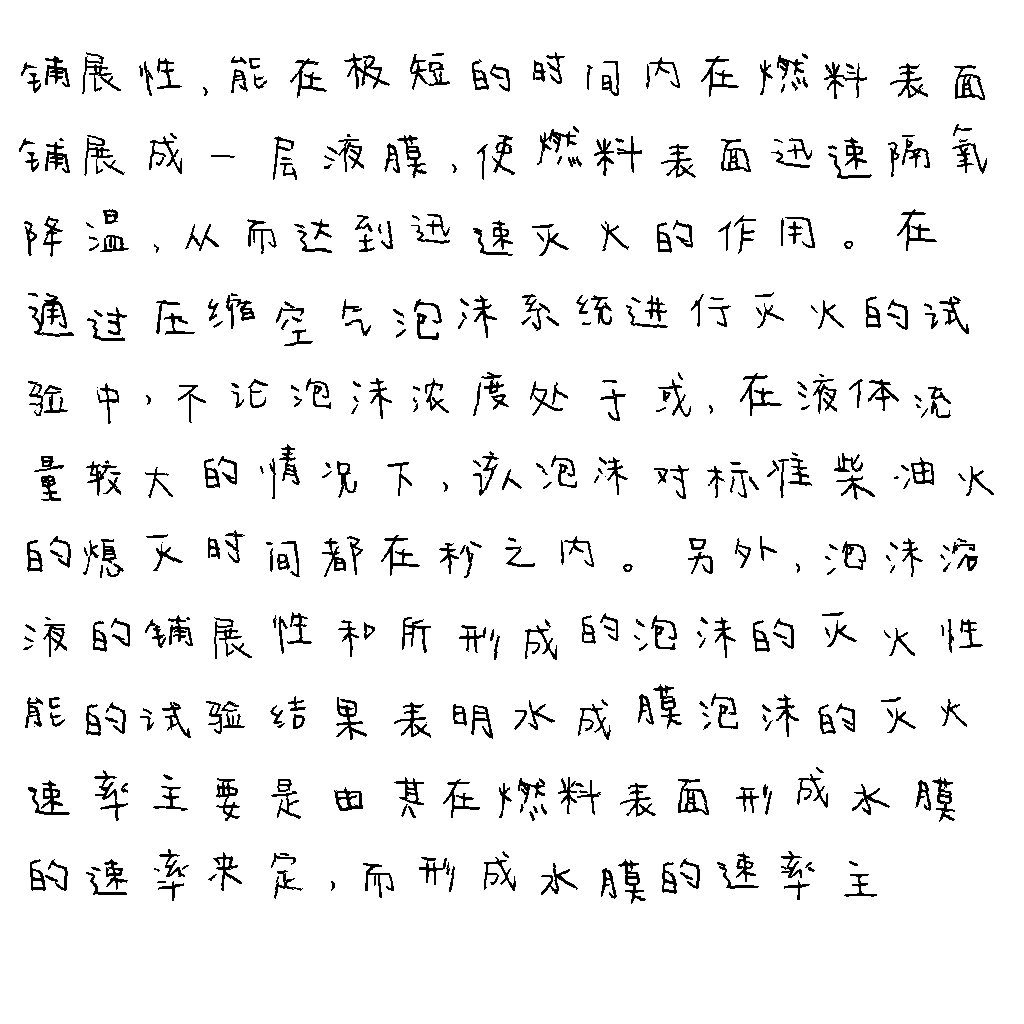 铺展性,能在极短的时间内在燃料表面
铺展成一层液膜,使燃料表面迅速隔氧
降温,从而达到迅速灭火的作用。在
通过压缩空气泡沫系统进行灭火的试
验中,不论泡沫浓度处于或,在液体流
量较大的情况下,该泡沫对标准柴油火
的熄灭时间都在秒之内。另外,泡沫溶
液的铺展性和所形成的泡沫的灭火性
能的试验结果表明水成膜泡沫的灭火
速率主要是由其在燃料表面形成水膜
的速率来定,而形成水膜的速率主